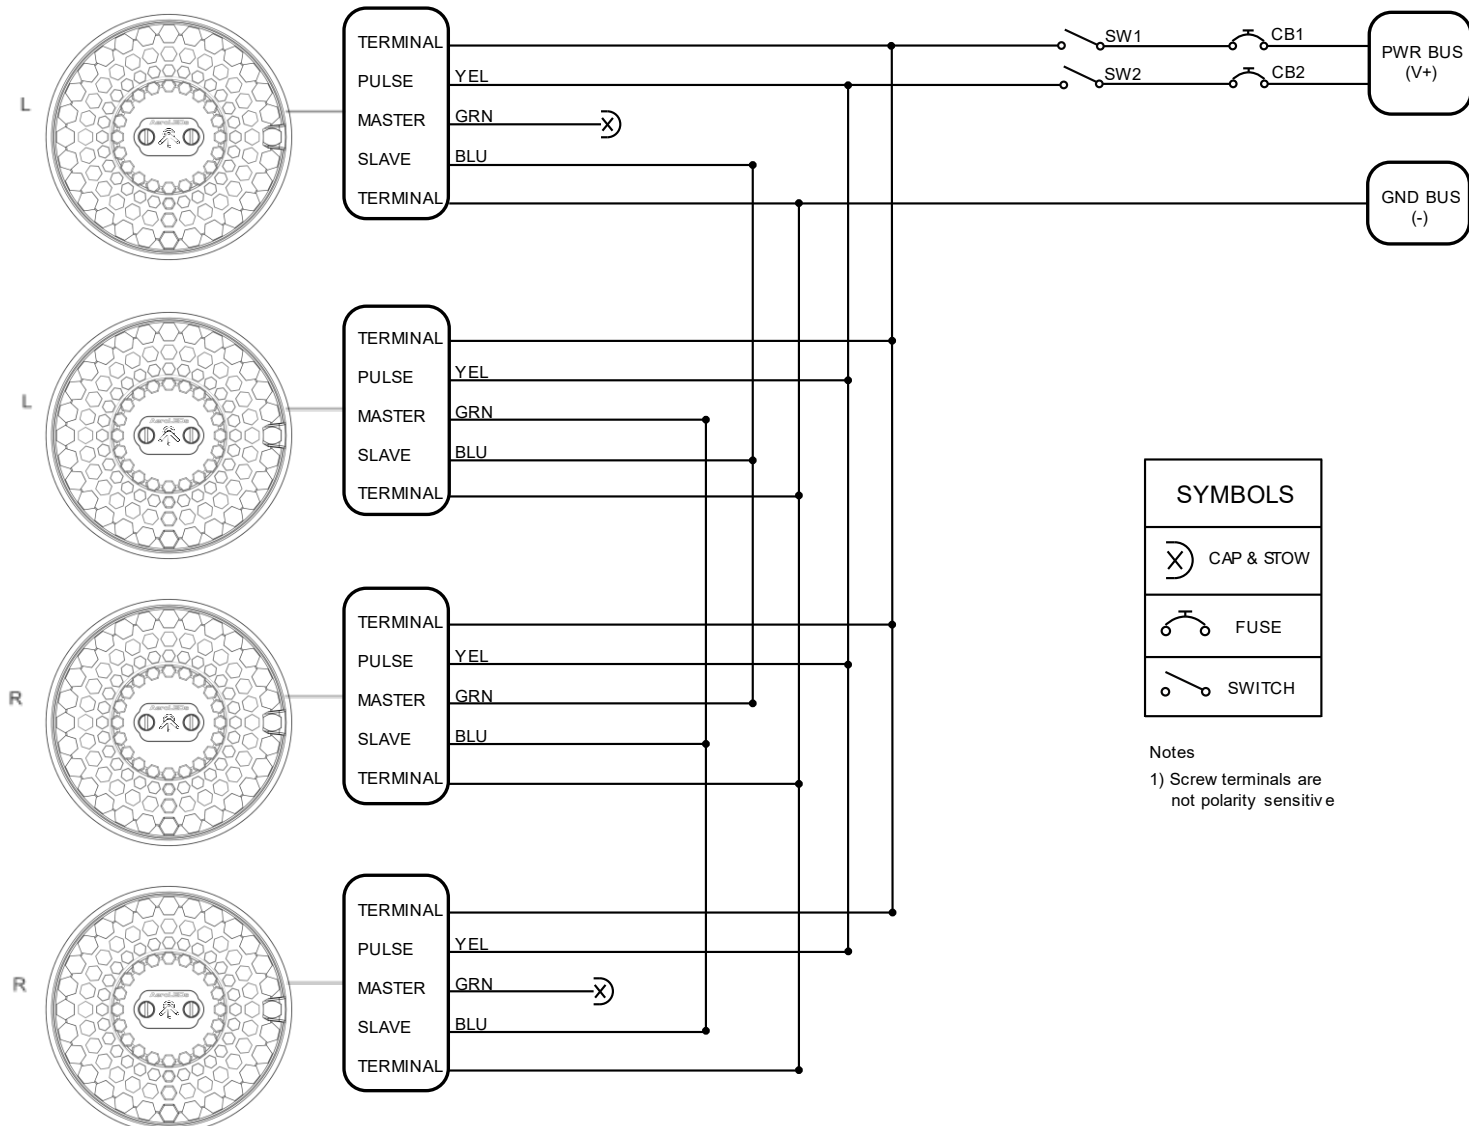 L
TERMINAL
PULSE YEL
MASTER GRN
SLAVE BLU
TERMINAL
SW1 CB1
SW2 CB2
PWR BUS
(V+)
GND BUS
(-)
L
TERMINAL
PULSE YEL
MASTER GRN
SLAVE BLU
TERMINAL
R
TERMINAL
PULSE YEL
MASTER GRN
SLAVE BLU
TERMINAL
R
TERMINAL
PULSE YEL
MASTER GRN
SLAVE BLU
TERMINAL
SYMBOLS
CAP & STOW
FUSE
SWITCH
Notes
1) Screw terminals are
not polarity sensitive